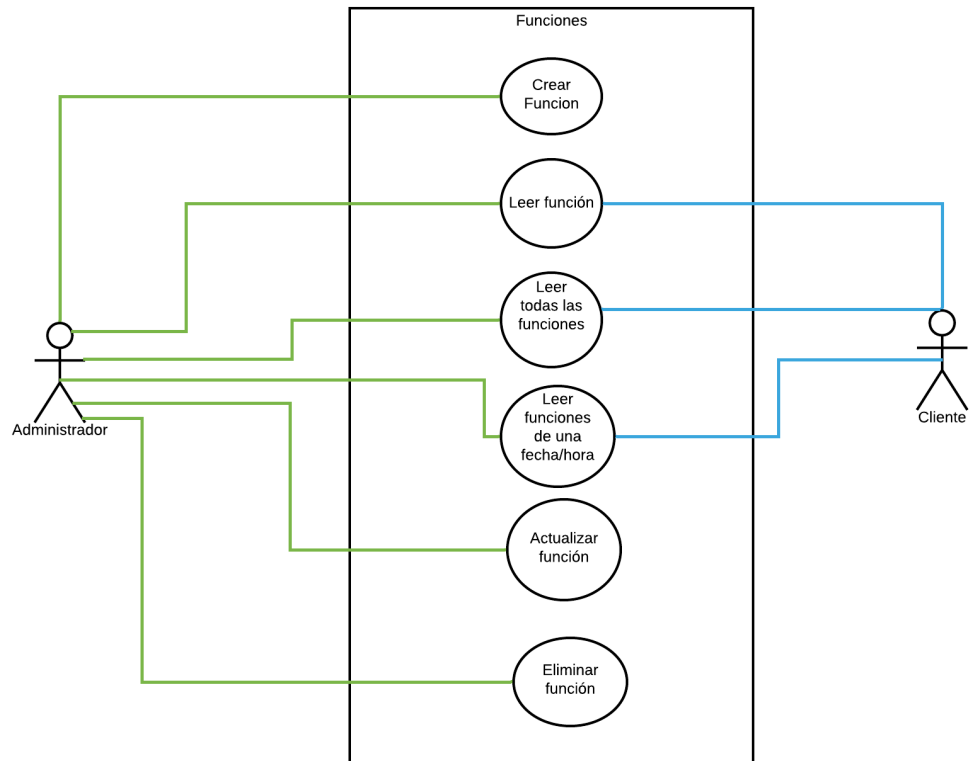 Funciones
Crear
Funcion
Leer función
Leer
todas las
funciones
Leer
funciones
de una
fecha/hora
Actualizar
función
Eliminar
función
Administrador
Cliente